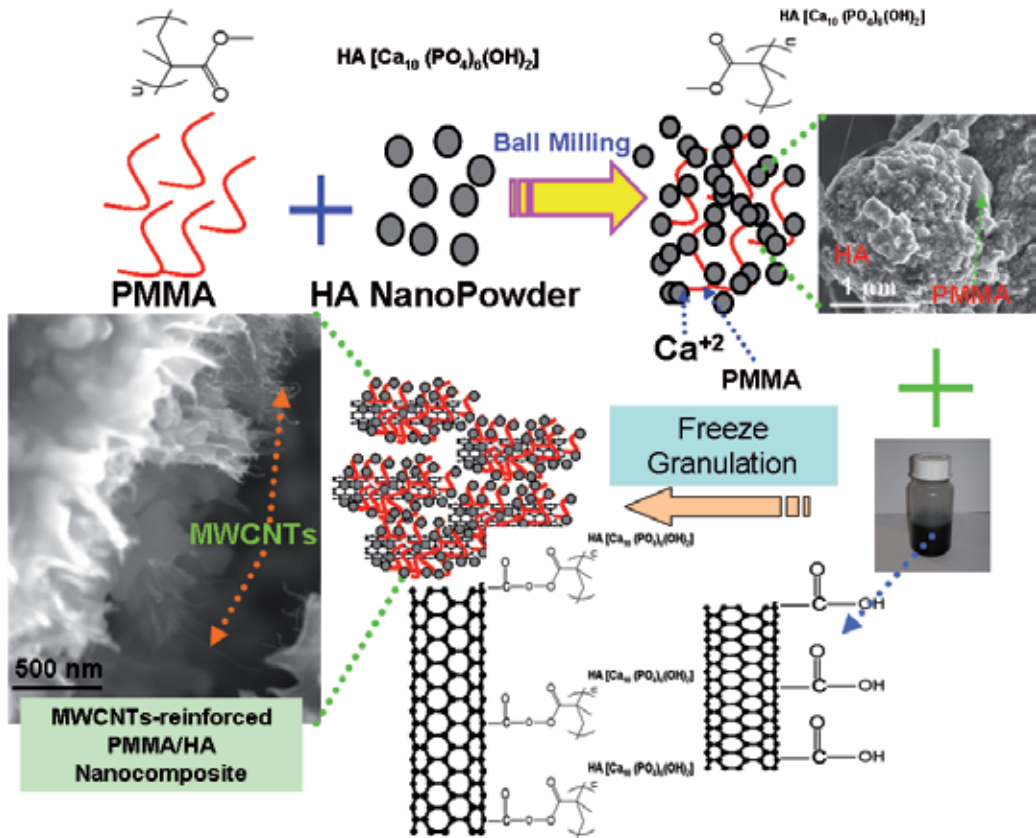 HA [Ca10 (PO4)6(OH)2]
HA [Ca10 (PO4)6(OH)2]
O
O
n
O
O
n
Ball Milling
PMMA
HA NanoPowder
HA
PMMA
1 µm
Ca+2
PMMA
Freeze
Granulation
MWCNTs
500 nm
MWCNTs-reinforced
PMMA/HA
Nanocomposite
HA [Ca10 (PO4)6(OH)2]
O
O
n
C
O
O
HA [Ca10 (PO4)6(OH)2]
O
O
n
C
O
O
HA [Ca10 (PO4)6(OH)2]
O
O
n
C
O
O
O
C
OH
O
C
OH
O
C
OH